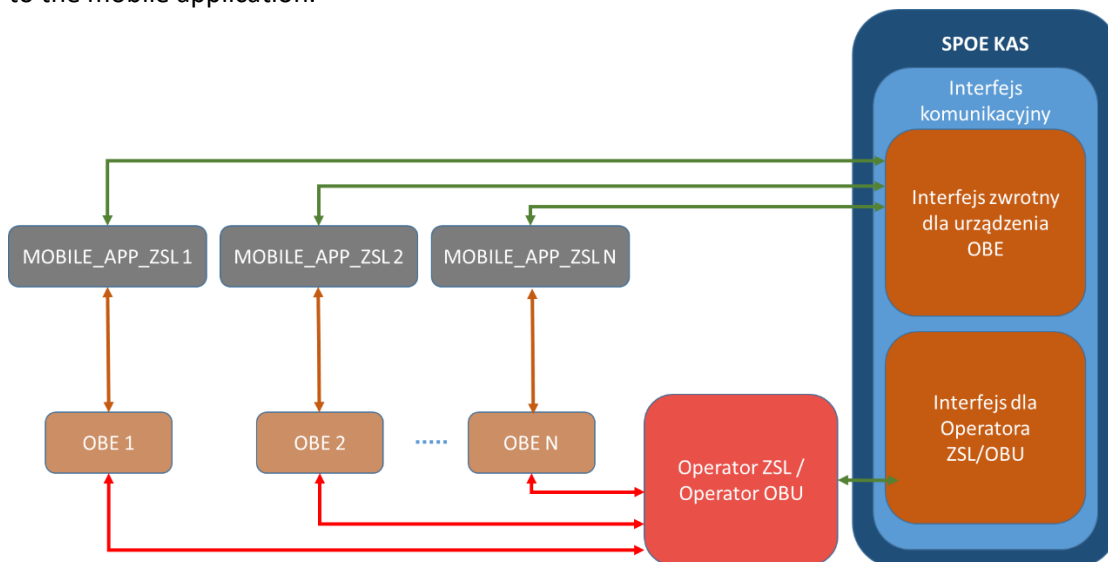 to the mobile application.
SPOE KAS
Interfejs
komunikacyjny
Interfejs zwrotny
dla urządzenia
OBE
MOBILE_APP_ZSL 1
MOBILE_APP_ZSL 2
MOBILE_APP_ZSL N
Interfejs dla
Operatora
ZSL/OBU
OBE 1
OBE 2
.....
OBE N
Operator ZSL /
Operator OBU